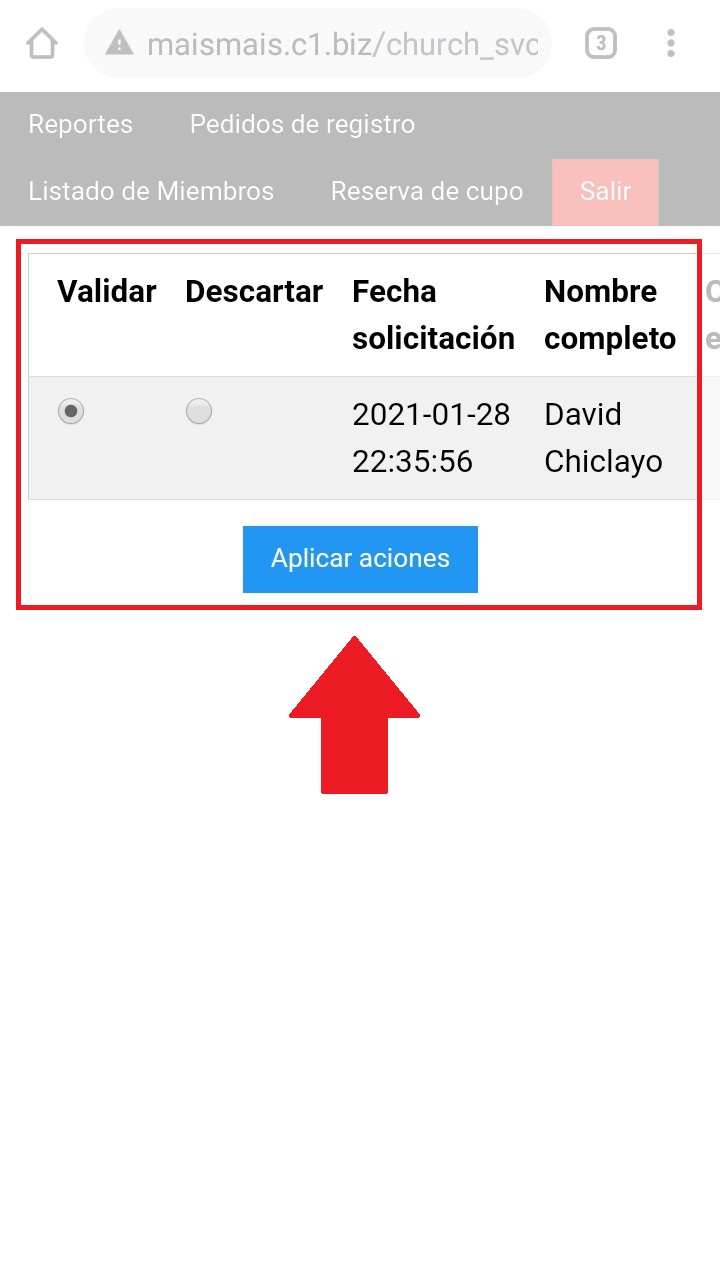 maismais.c1.biz/church_svc
3
Reportes Pedidos de registro
Listado de Miembros Reserva de cupo Salir
Validar Descartar Fecha solicitación Nombre completo
2021-01-28 22:35:56 David Chiclayo
Aplicar aciones